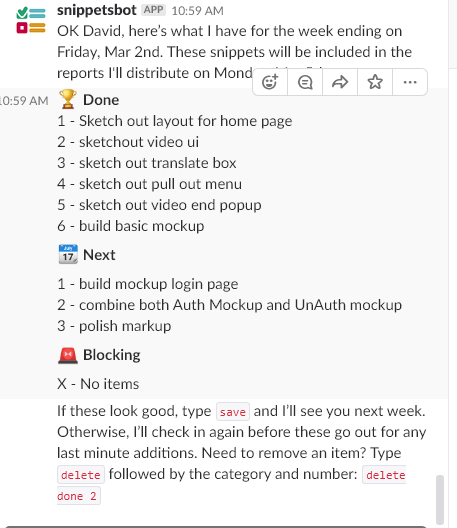 snippetsbot APP 10:59 AM
OK David, here's what I have for the week ending on
Friday, Mar 2nd. These snippets will be included in the
reports I'll distribute on
10:59 AM Done
1 - Sketch out layout for home page
2 - sketchout video ui
3 - sketch out translate box
4 - sketch out pull out menu
5 - sketch out video end popup
6 - build basic mockup
17 Next
1 - build mockup login page
2 - combine both Auth Mockup and UnAuth mockup
3 - polish markup
Blocking
X - No items
If these look good, type save and I'll see you next week.
Otherwise, I'll check in again before these go out for any
last minute additions. Need to remove an item? Type
delete followed by the category and number: delete
done 2